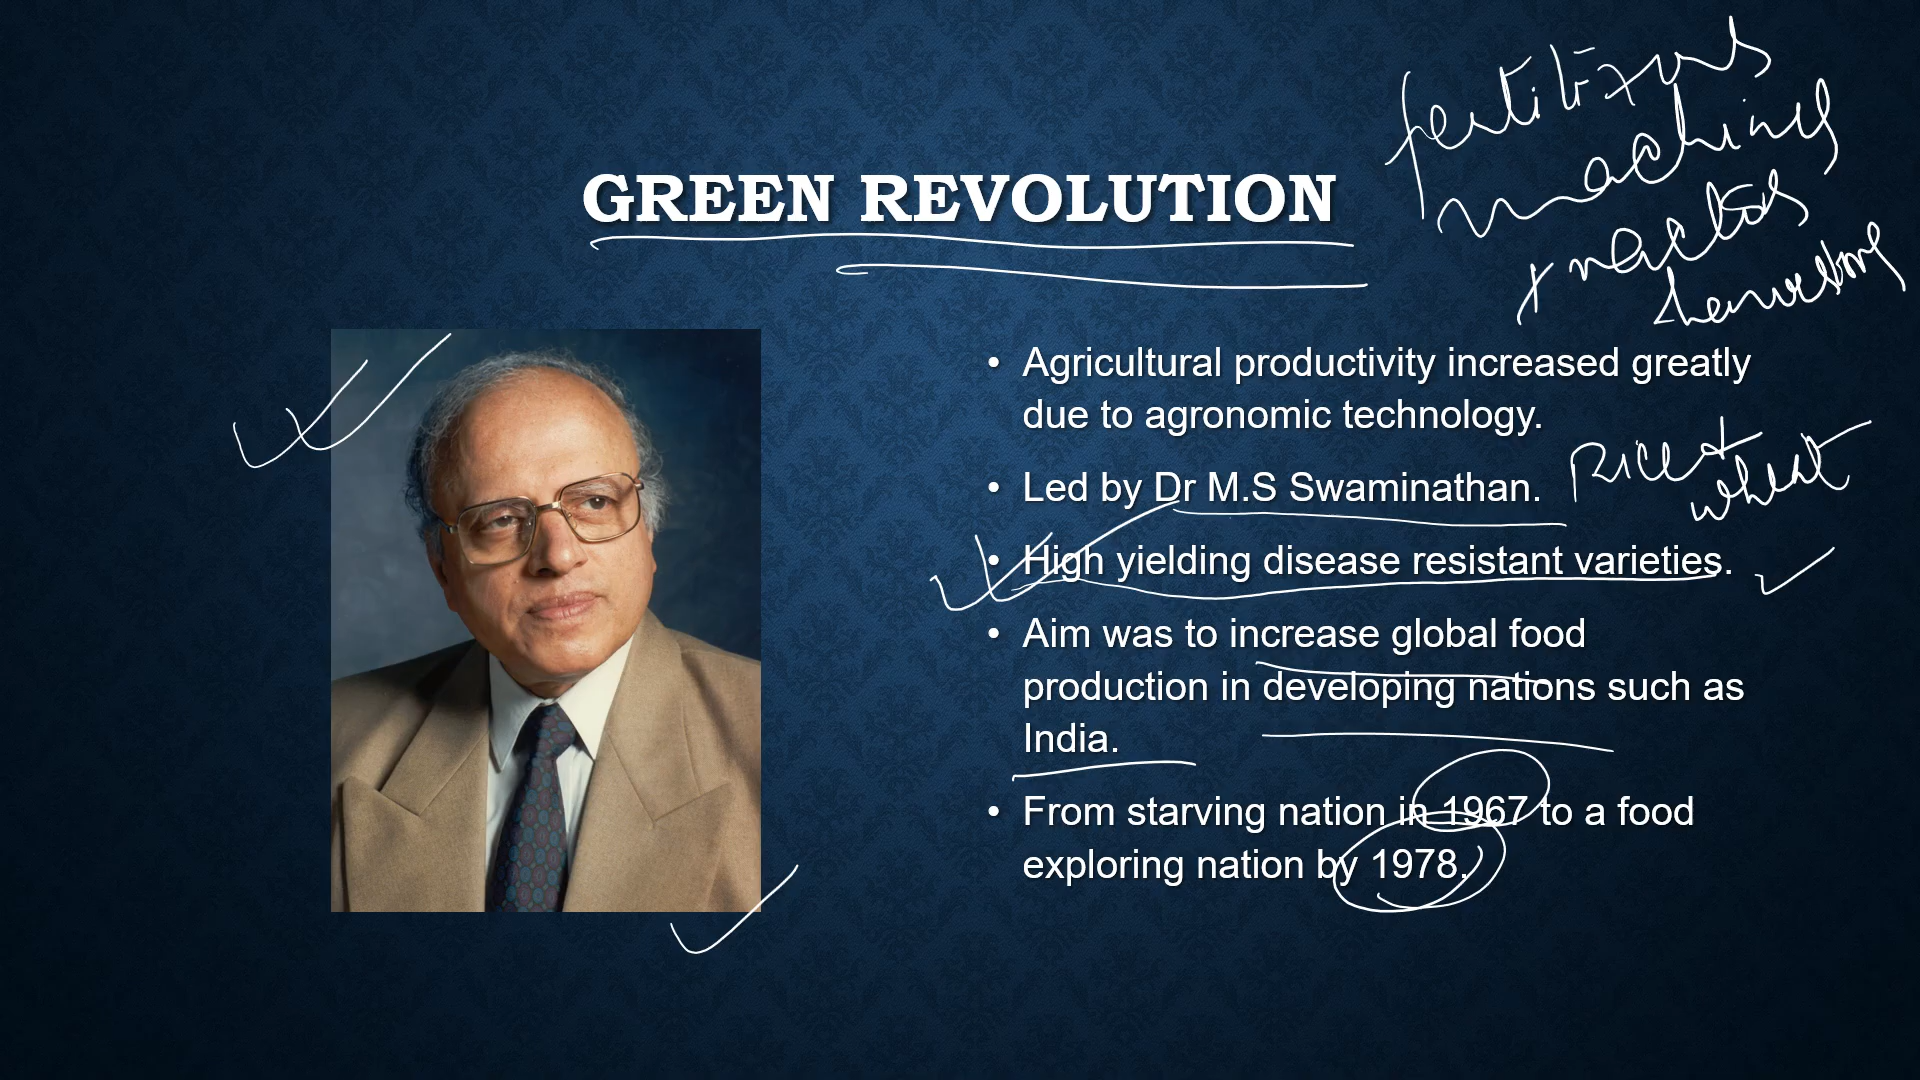 fertilizers
machines
GREEN REVOLUTION
tractors
harvesting
• Agricultural productivity increased greatly
due to agronomic technology.
Rice &
wheat
• Led by Dr M.S Swaminathan.
• High yielding disease resistant varieties.
• Aim was to increase global food
production in developing nations such as
India.
• From starving nation in 1967 to a food
exploring nation by 1978.